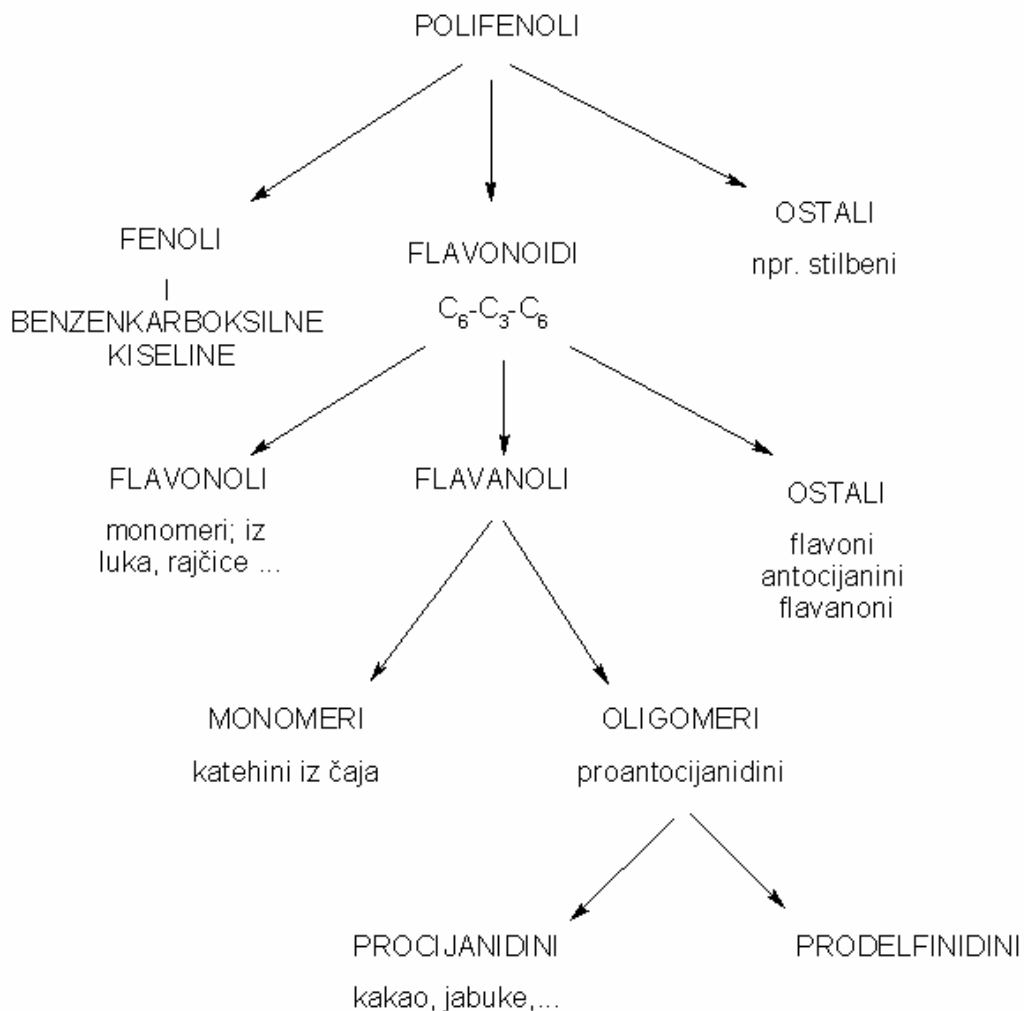 POLIFENOLI
FENOLI
|
BENZENKARBOKSILNE
KISELINE
FLAVONOIDI
C₆-C₃-C₆
OSTALI
npr. stilbeni
FLAVONOLI
monomeri; iz
luka, rajčice ...
FLAVANOLI
OSTALI
flavoni
antocijanini
flavanoni
MONOMERI
katehini iz čaja
OLIGOMERI
proantocijanidini
PROCIJANIDINI
kakao, jabuke,...
PRODELFINIDINI